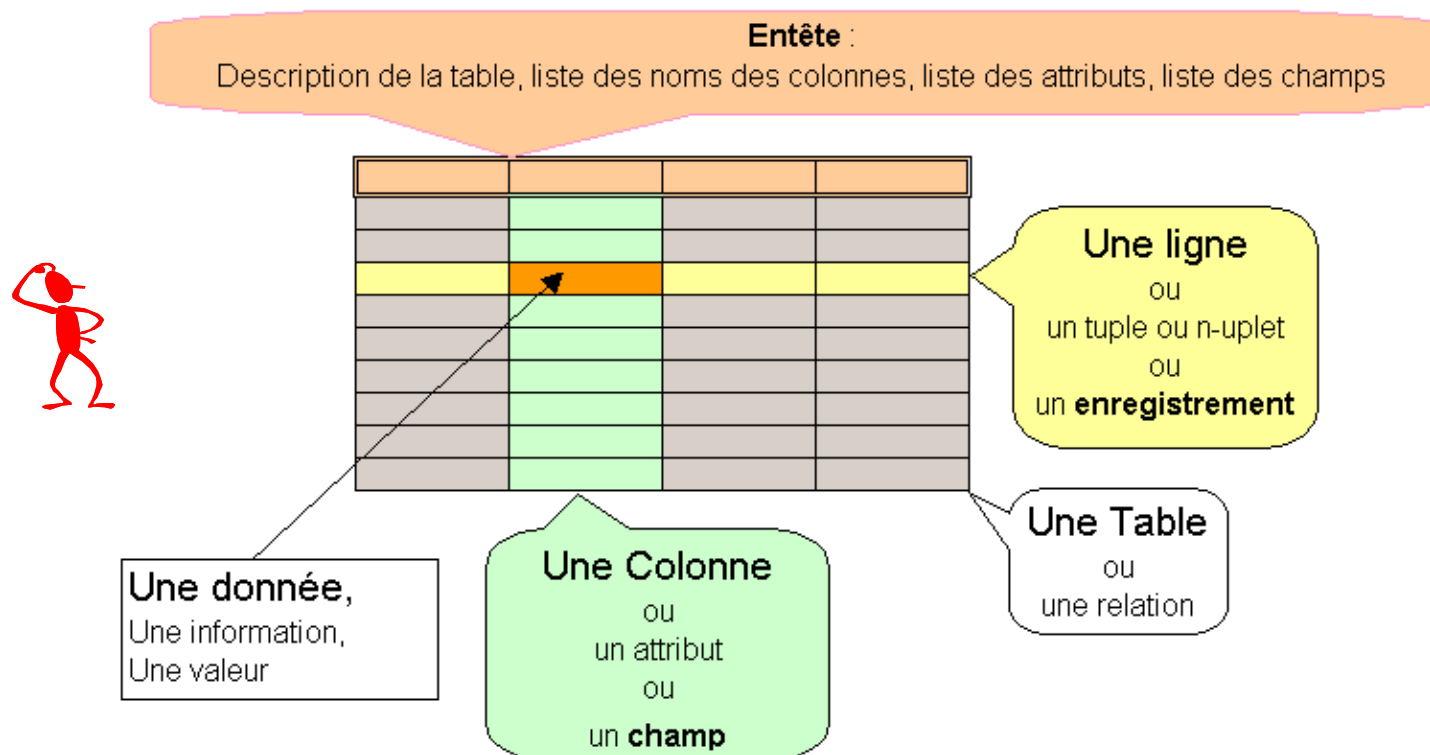 Entête :
Description de la table, liste des noms des colonnes, liste des attributs, liste des champs
Une ligne
ou
un tuple ou n-uplet
ou
un enregistrement
Une Table
ou
une relation
Une Colonne
ou
un attribut
ou
un champ
Une donnée,
Une information,
Une valeur